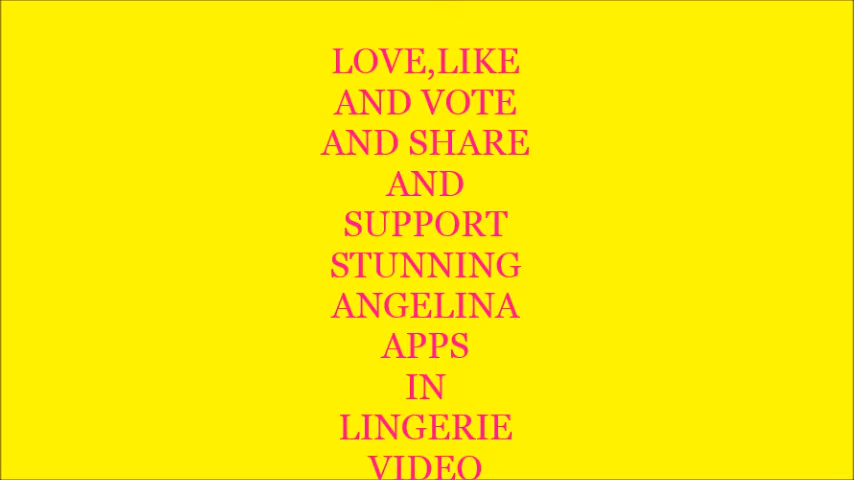 LOVE,LIKE
AND VOTE
AND SHARE
AND
SUPPORT
STUNNING
ANGELINA
APPS
IN
LINGERIE
VIDEO